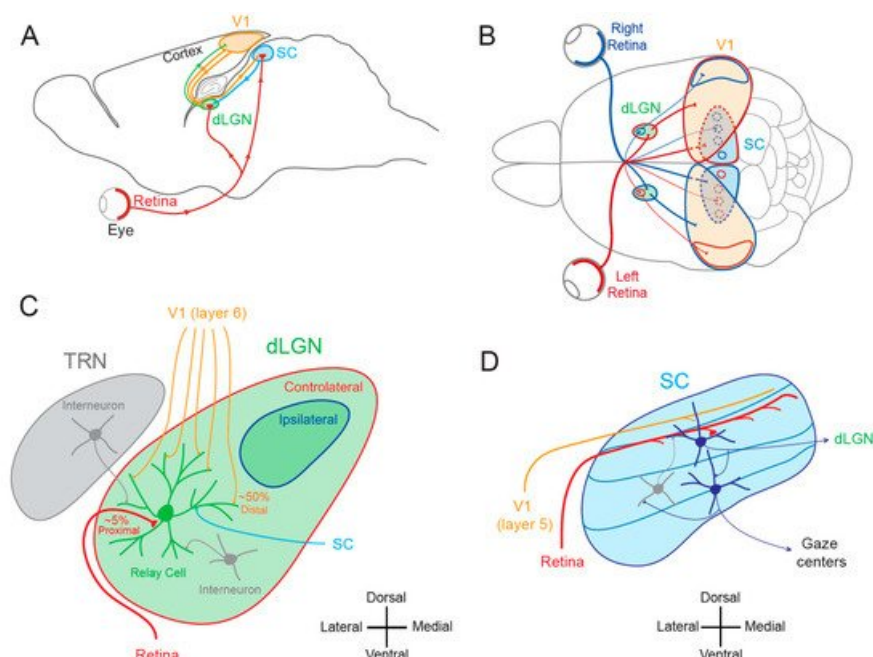 A
V1
Cortex
SC
dLGN
Retina
Eye
B
Right
Retina
V1
dLGN
SC
Left
Retina
C
V1 (layer 6)
TRN
dLGN
Interneuron
Controlateral
Ipsilateral
~50%
Distal
~5%
Proximal
SC
Relay Cell
Interneuron
Retina
Dorsal
Lateral
Medial
Ventral
D
SC
dLGN
V1
(layer 5)
Retina
Gaze
centers
Dorsal
Lateral
Medial
Ventral